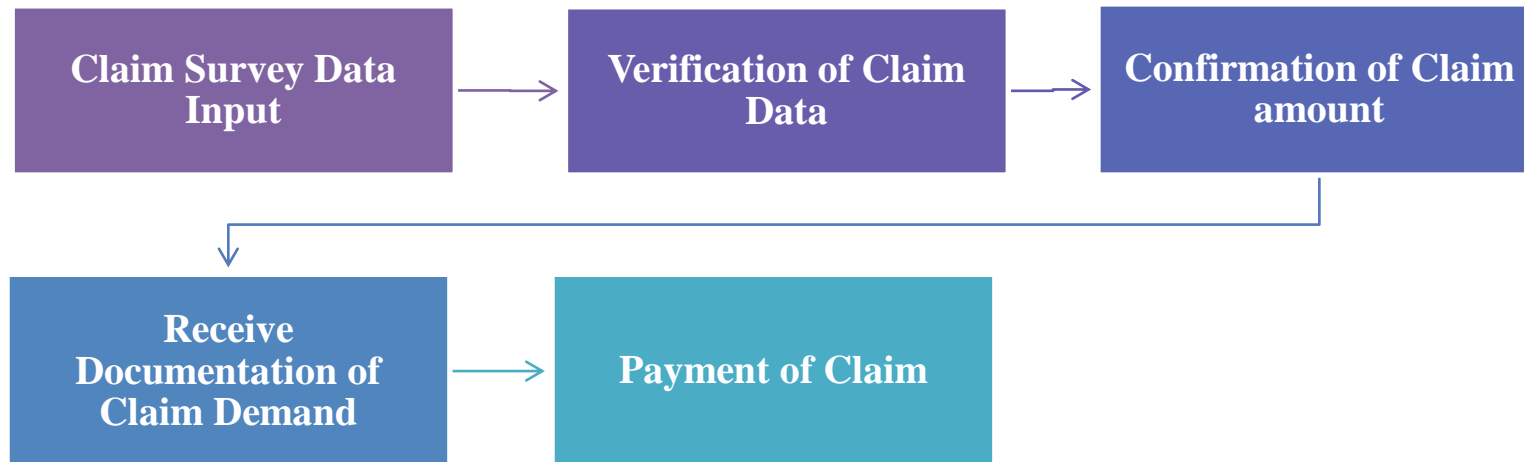 Claim Survey Data
Input
Verification of Claim
Data
Confirmation of Claim
amount
Receive
Documentation of
Claim Demand
Payment of Claim